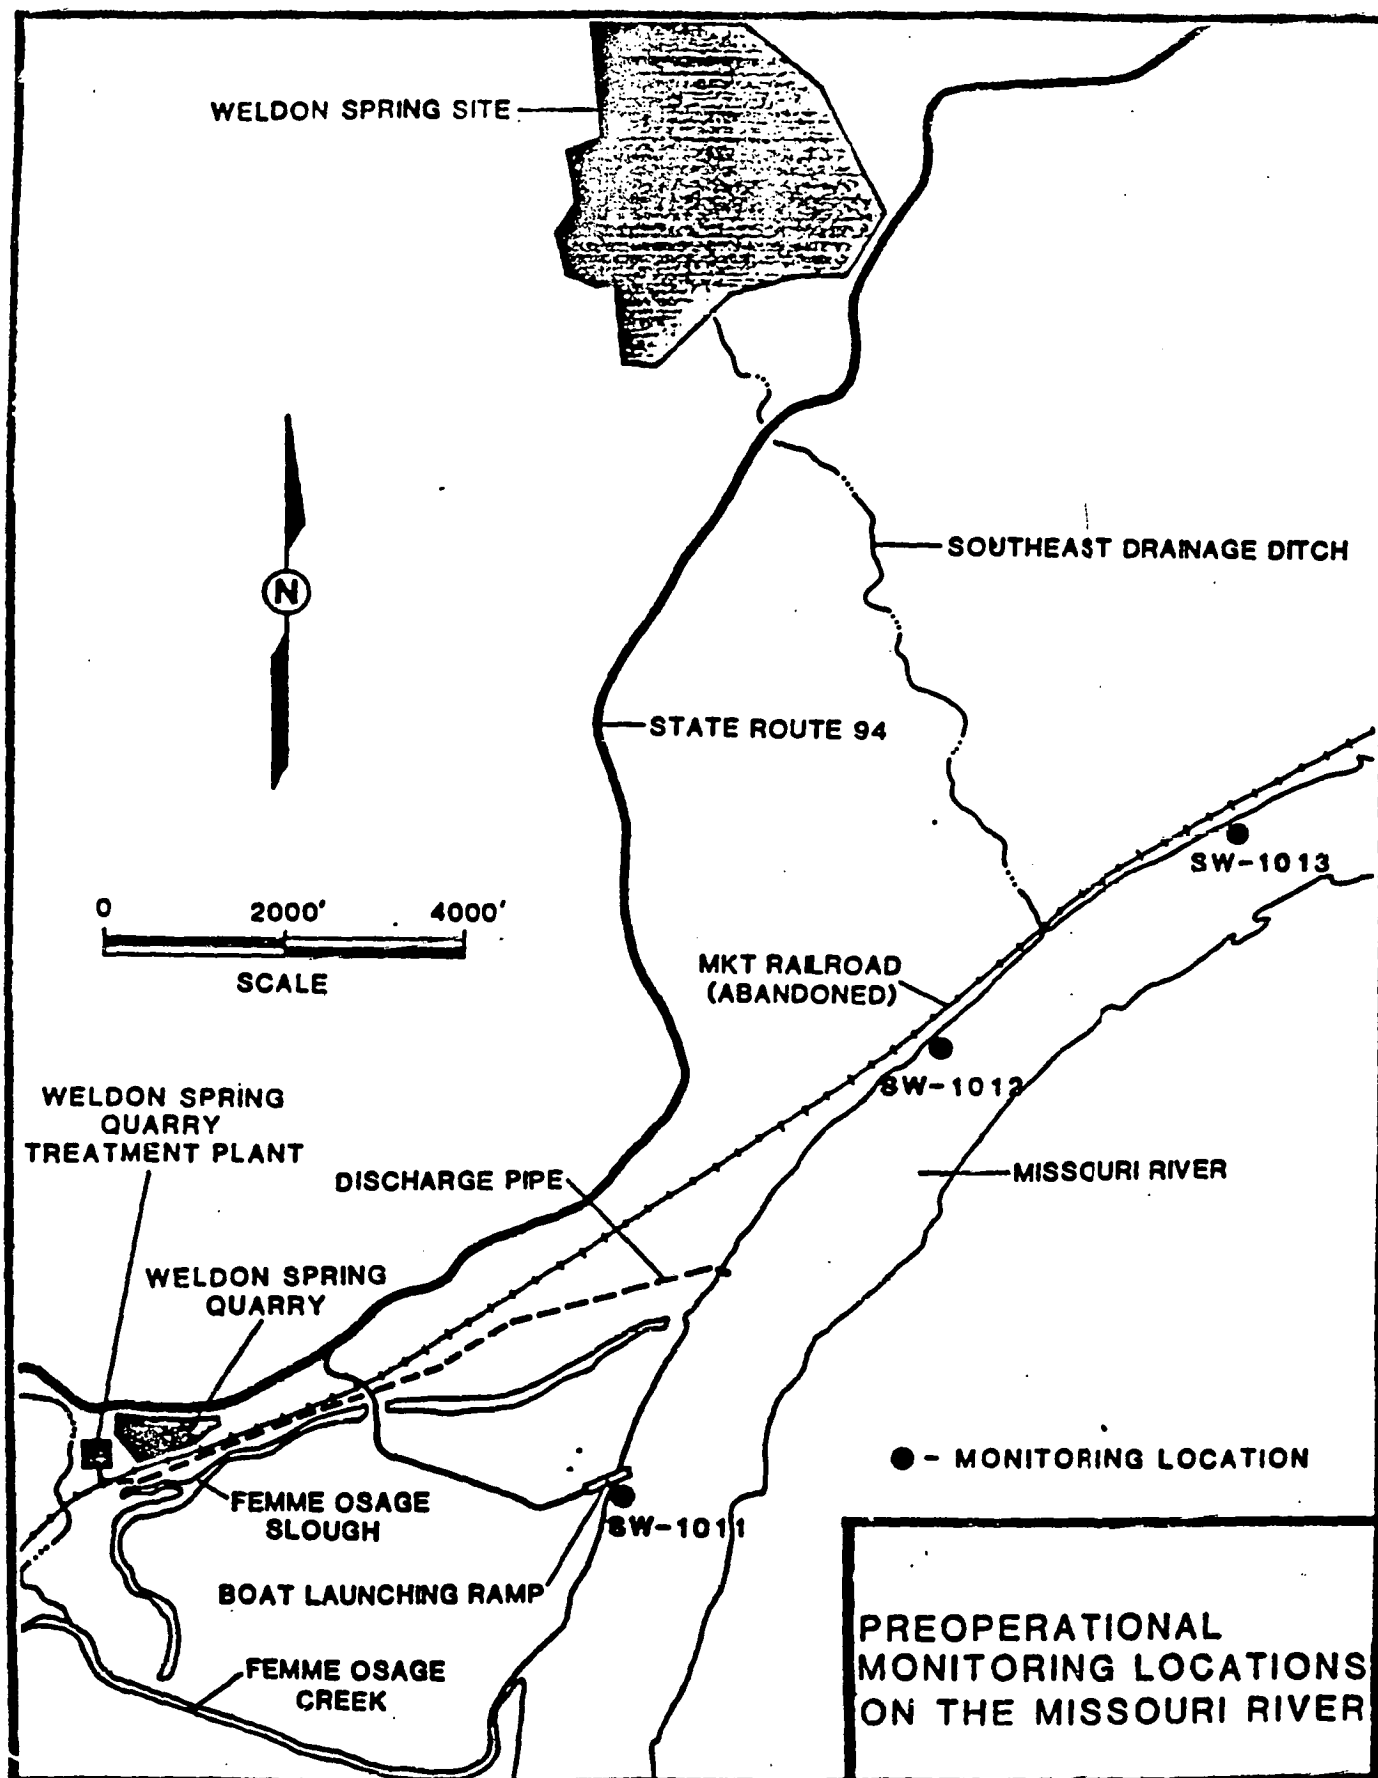 WELDON SPRING SITE
N
SOUTHEAST DRAINAGE DITCH
STATE ROUTE 94
SW-1013
0 2000' 4000'
SCALE
MKT RAILROAD
(ABANDONED)
SW-1012
WELDON SPRING
QUARRY
TREATMENT PLANT
DISCHARGE PIPE
MISSOURI RIVER
WELDON SPRING
QUARRY
● - MONITORING LOCATION
FEMME OSAGE
SLOUGH
SW-1011
BOAT LAUNCHING RAMP
FEMME OSAGE
CREEK
PREOPERATIONAL
MONITORING LOCATIONS
ON THE MISSOURI RIVER